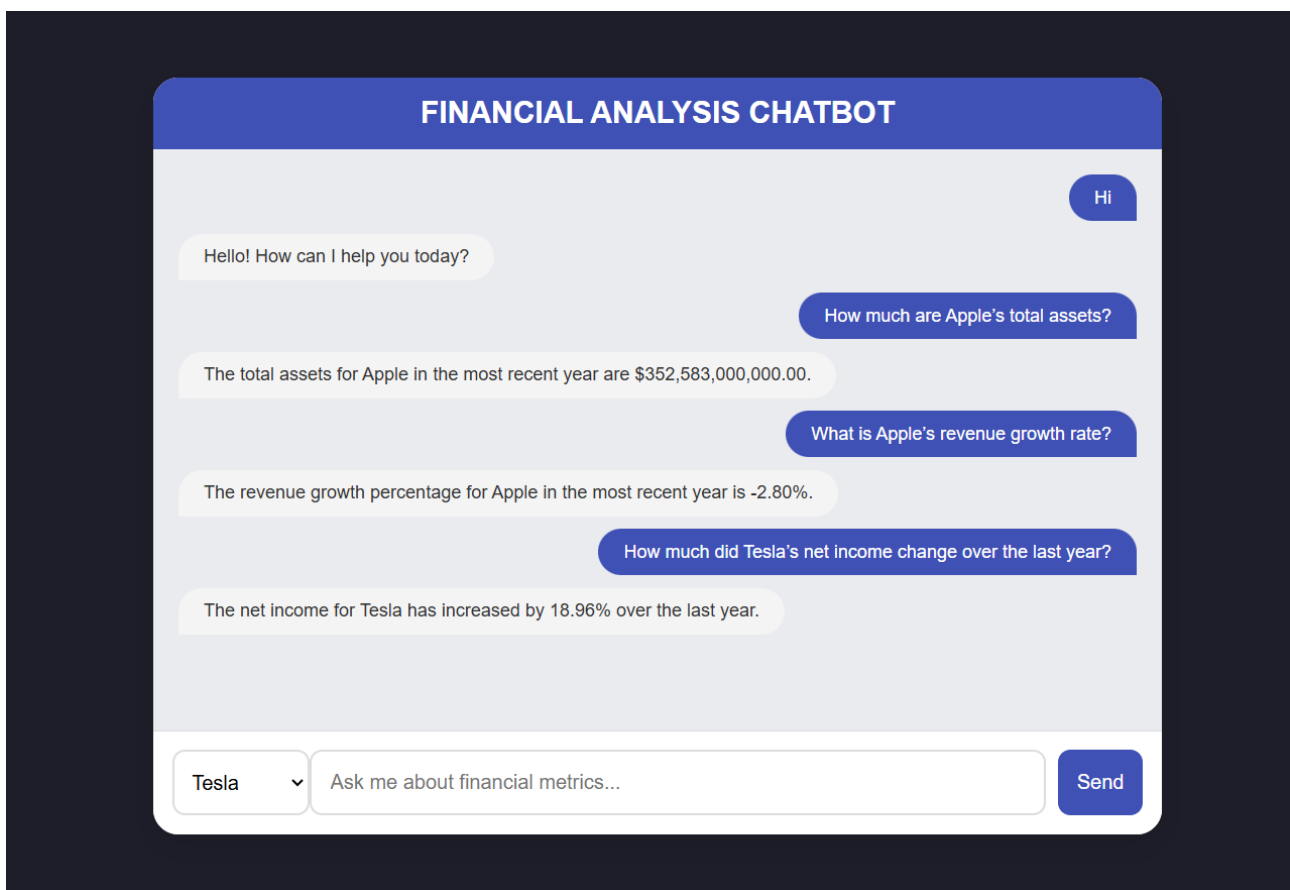 FINANCIAL ANALYSIS CHATBOT
Hi
Hello! How can I help you today?
How much are Apple’s total assets?
The total assets for Apple in the most recent year are $352,583,000,000.00.
What is Apple’s revenue growth rate?
The revenue growth percentage for Apple in the most recent year is -2.80%.
How much did Tesla’s net income change over the last year?
The net income for Tesla has increased by 18.96% over the last year.
Tesla
Ask me about financial metrics...
Send